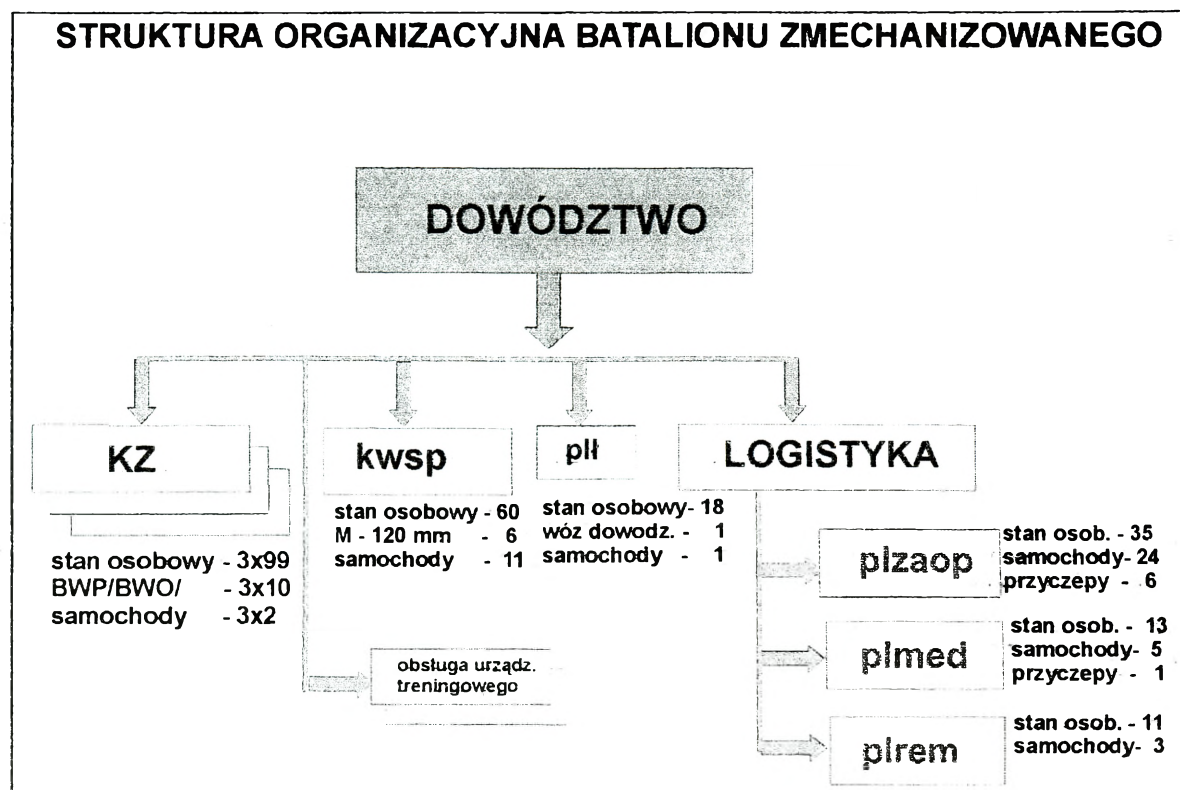 STRUKTURA ORGANIZACYJNA BATALIONU ZMECHANIZOWANEGO
DOWÓDZTWO
KZ
stan osobowy - 3x99
BWP/BWO/ - 3x10
samochody - 3x2
kwsp
stan osobowy - 60
M - 120 mm - 6
samochody - 11
plł
stan osobowy- 18
wóz dowodz. - 1
samochody - 1
LOGISTYKA
plzaop
stan osob. - 35
samochody- 24
przyczepy - 6
plmed
stan osob. - 13
samochody- 5
przyczepy - 1
plrem
stan osob. - 11
samochody- 3
obsługa urządz.
treningowego